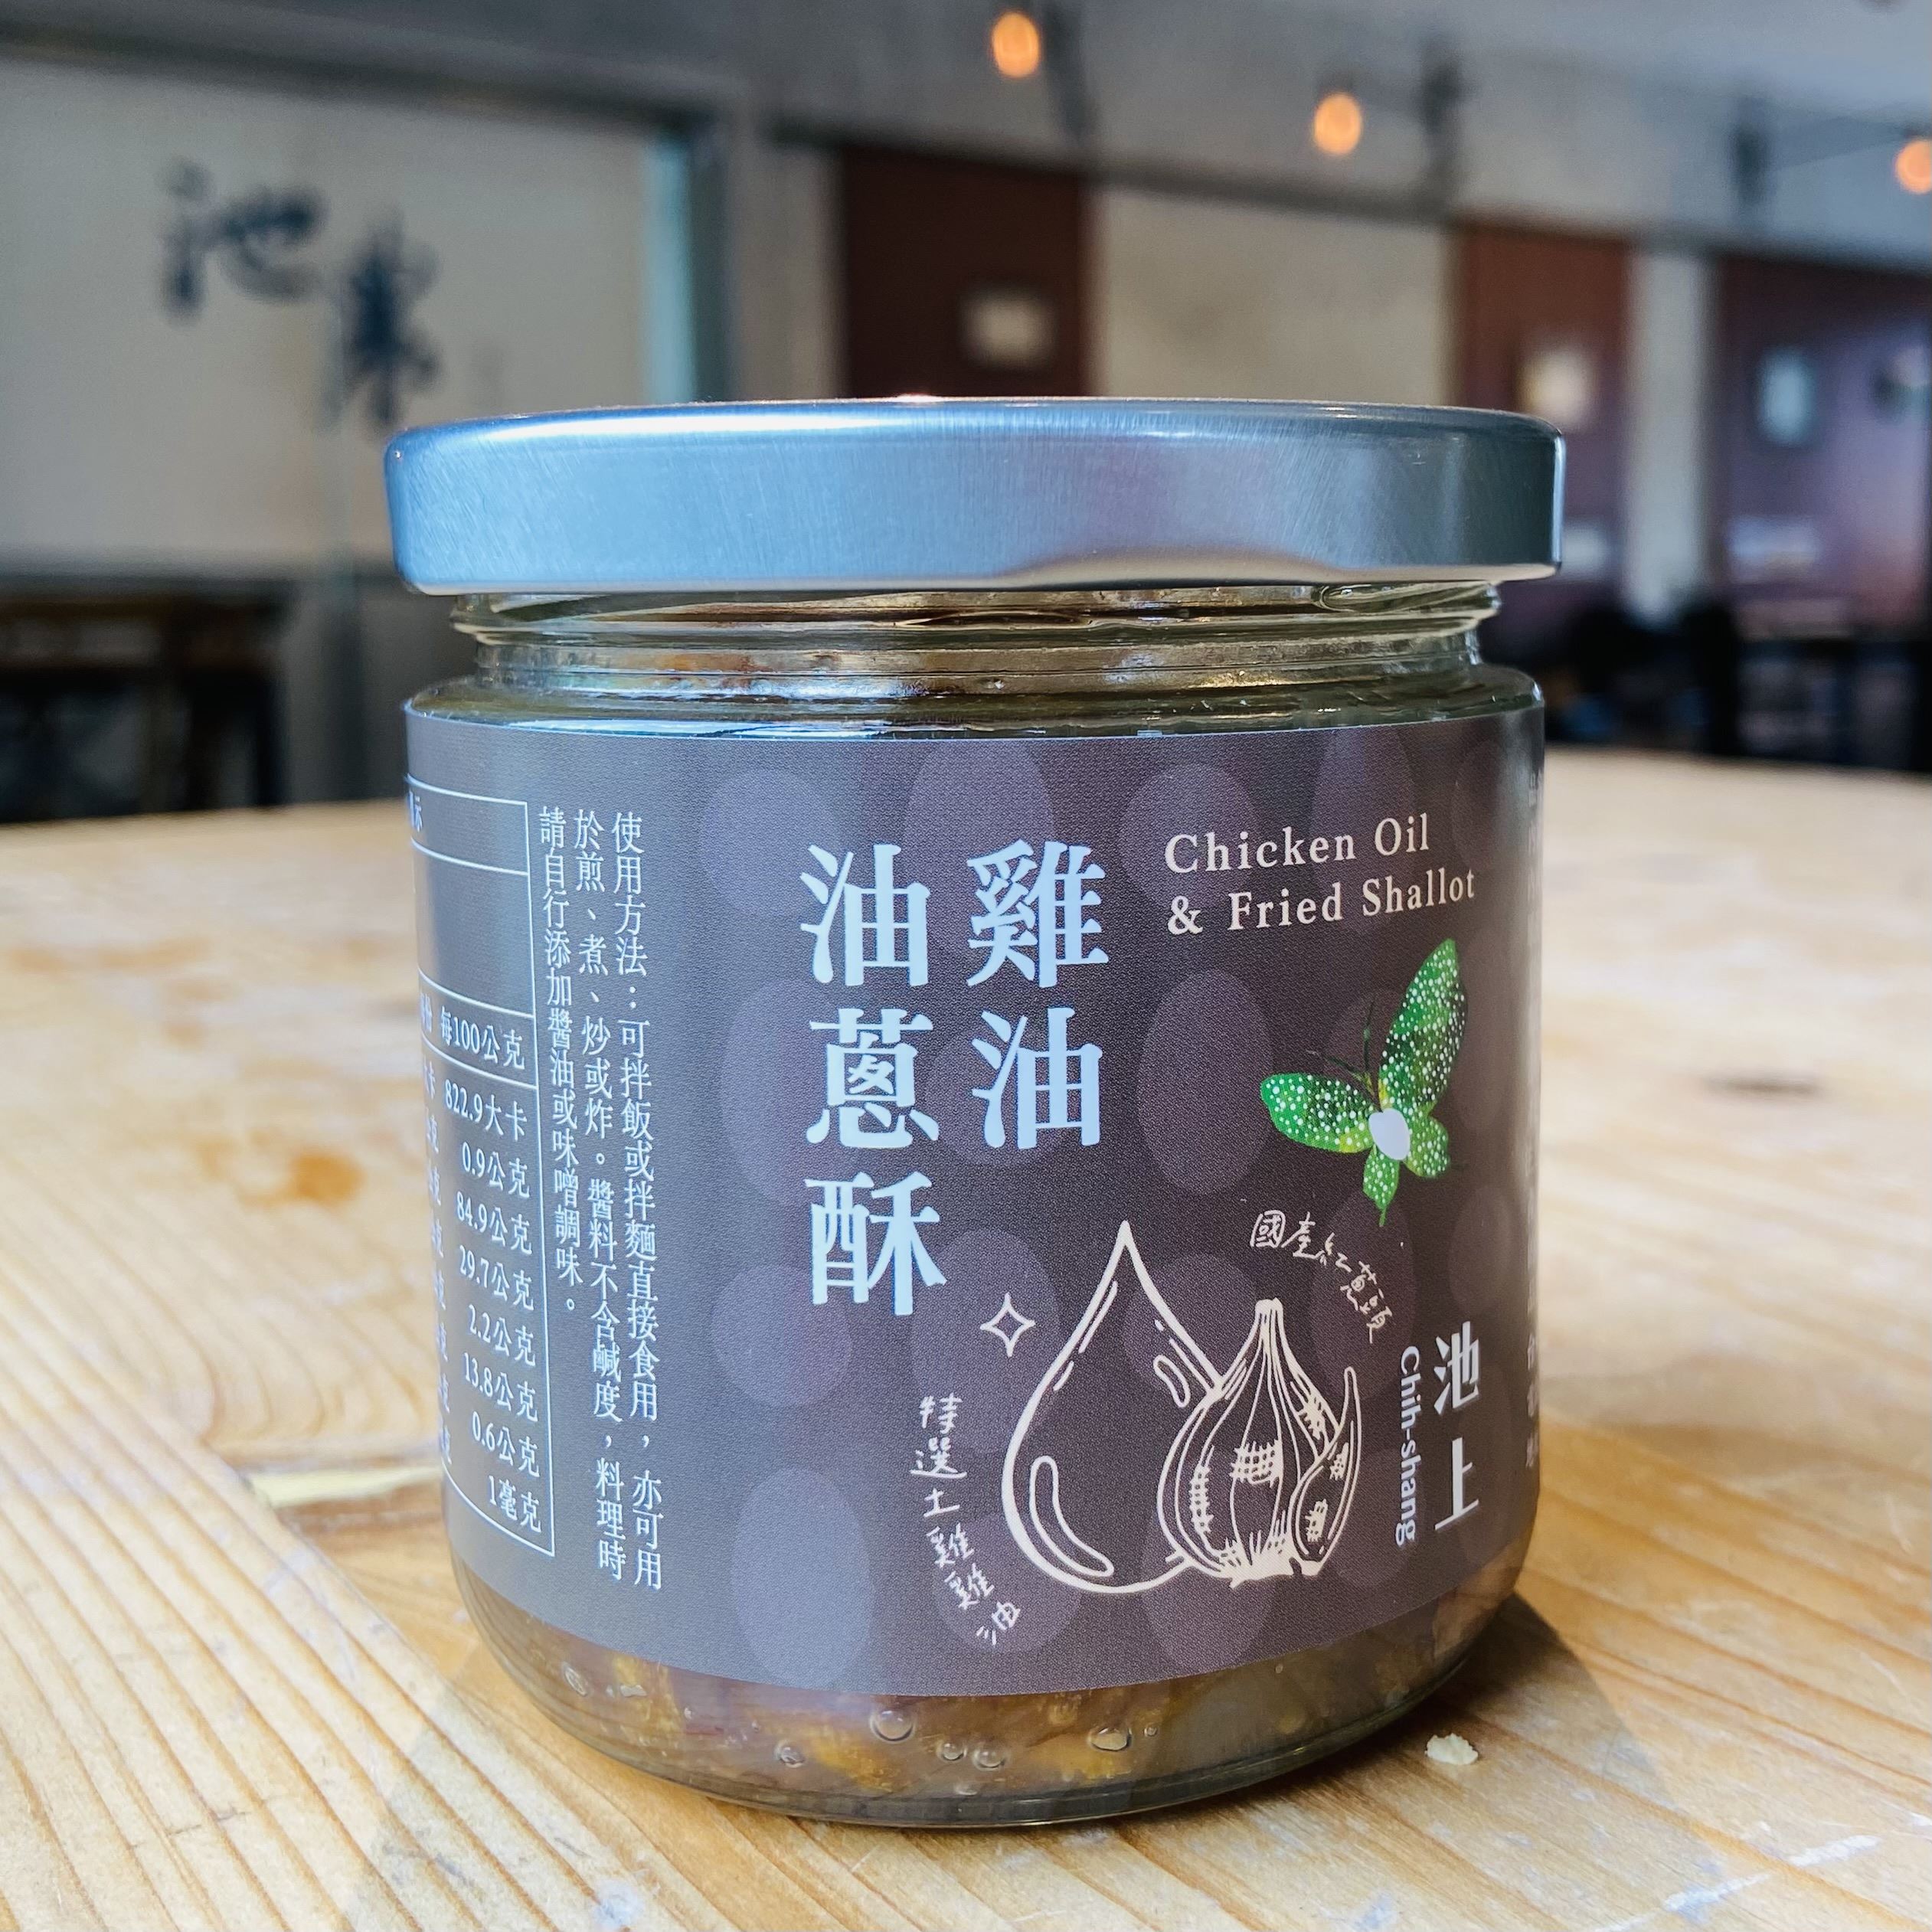 池
Chicken Oil
& Fried Shallot
雞油
油蔥酥
國產紅蔥頭
特選土雞雞油
池上
Chih-shang
使用方法：可拌飯或拌麵直接食用，亦可用
於煎、煮、炒或炸。醬料不含鹹度，料理時
請自行添加醬油或味噌調味。
示
每100公克
822.9大卡
0.9公克
84.9公克
29.7公克
2.2公克
13.8公克
0.6公克
1毫克